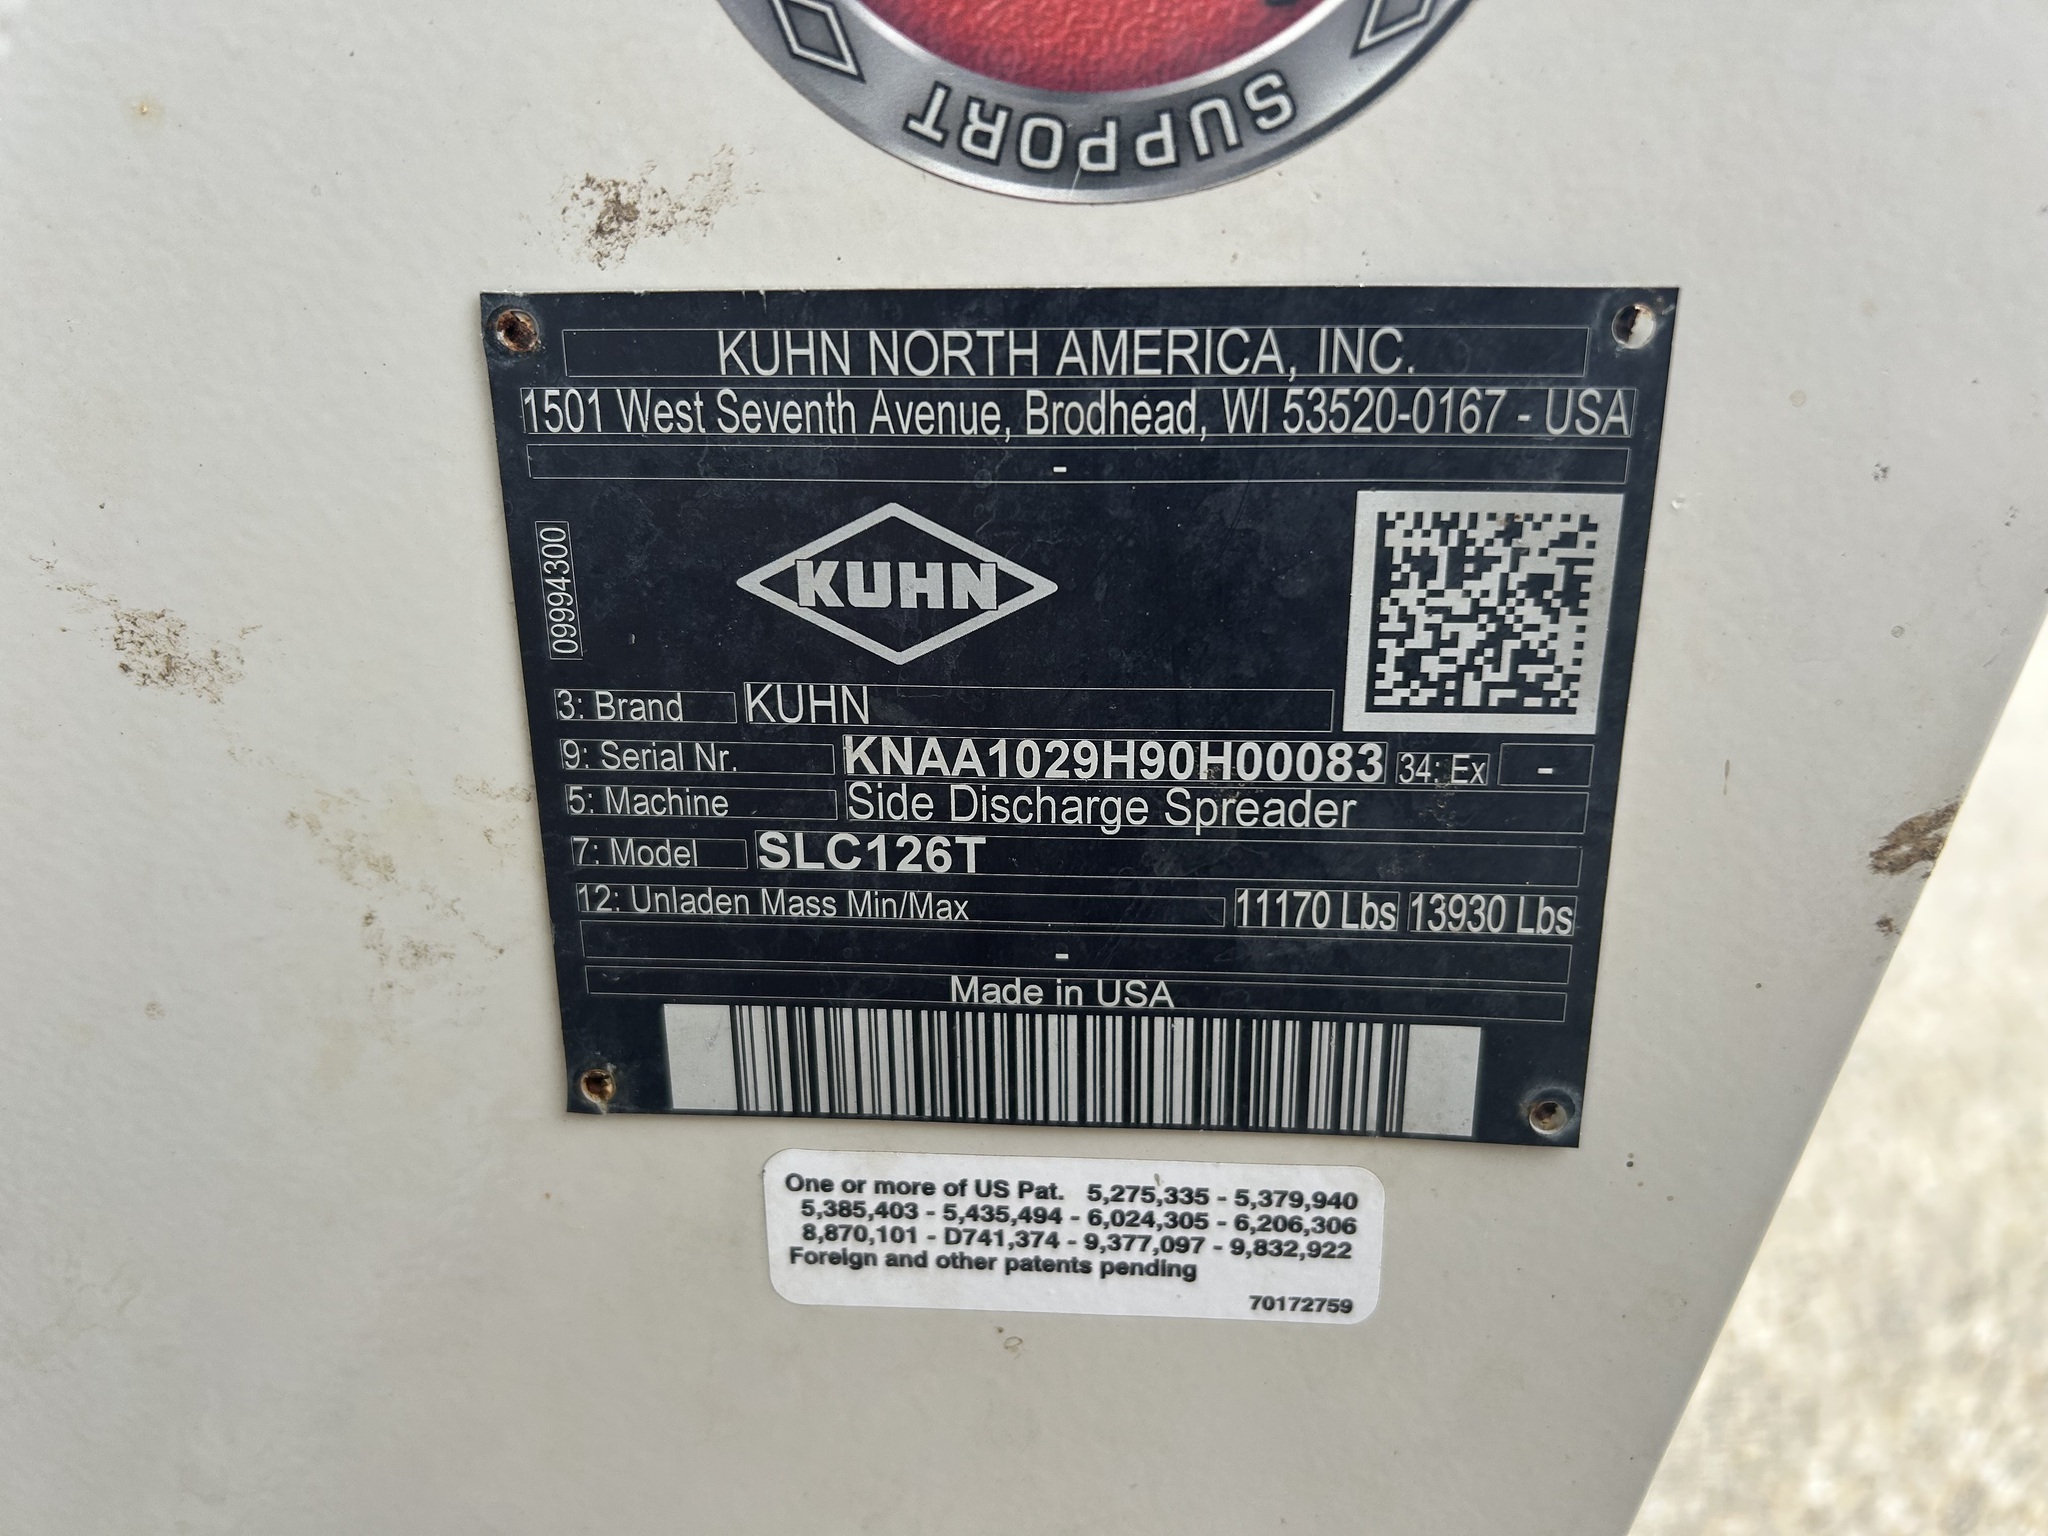 SUPPORT
KUHN NORTH AMERICA, INC.
1501 West Seventh Avenue, Brodhead, WI 53520-0167 - USA
-
09994300
KUHN
3: Brand KUHN
9: Serial Nr. KNAA1029H90H00083 34: Ex -
5: Machine Side Discharge Spreader
7: Model SLC126T
12: Unladen Mass Min/Max 11170 Lbs 13930 Lbs
-
Made in USA
One or more of US Pat. 5,275,335 - 5,379,940
5,385,403 - 5,435,494 - 6,024,305 - 6,206,306
8,870,101 - D741,374 - 9,377,097 - 9,832,922
Foreign and other patents pending
70172759